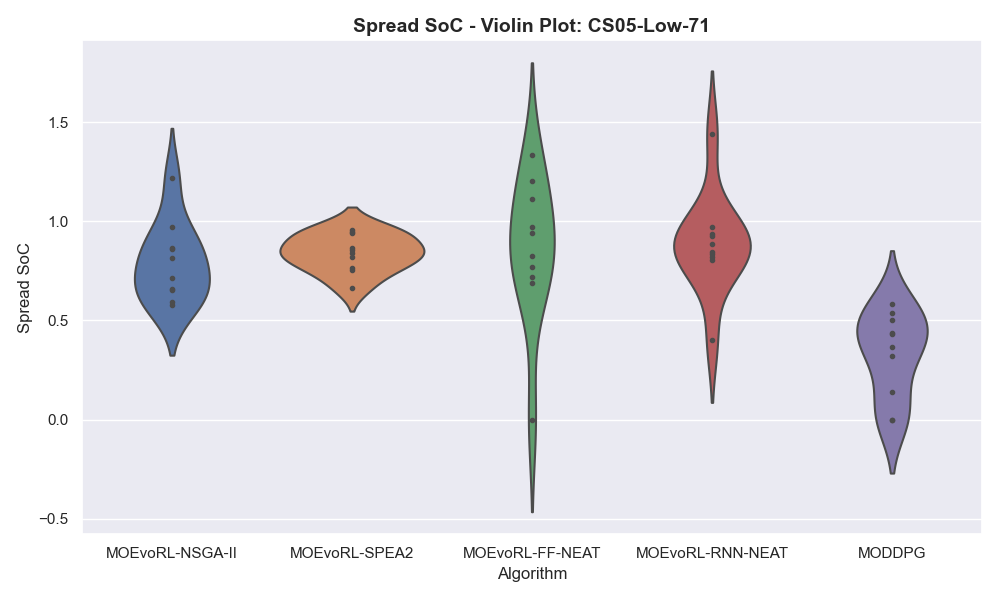 Spread SoC - Violin Plot: CS05-Low-71
Spread SoC
1.5
1.0
0.5
0.0
−0.5
MOEvoRL-NSGA-II
MOEvoRL-SPEA2
MOEvoRL-FF-NEAT
MOEvoRL-RNN-NEAT
MODDPG
Algorithm